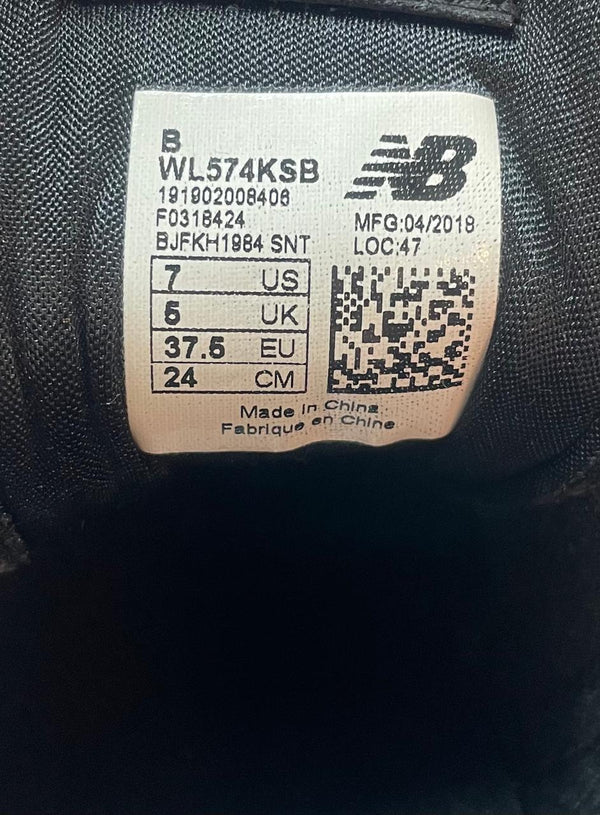 B
WL574KSB
191902008406
F0318424
BJFKH1984 SNT
NB
MFG:04/2018
LOC:47
7 US
5 UK
37.5 EU
24 CM
Made in China
Fabriqué en Chine